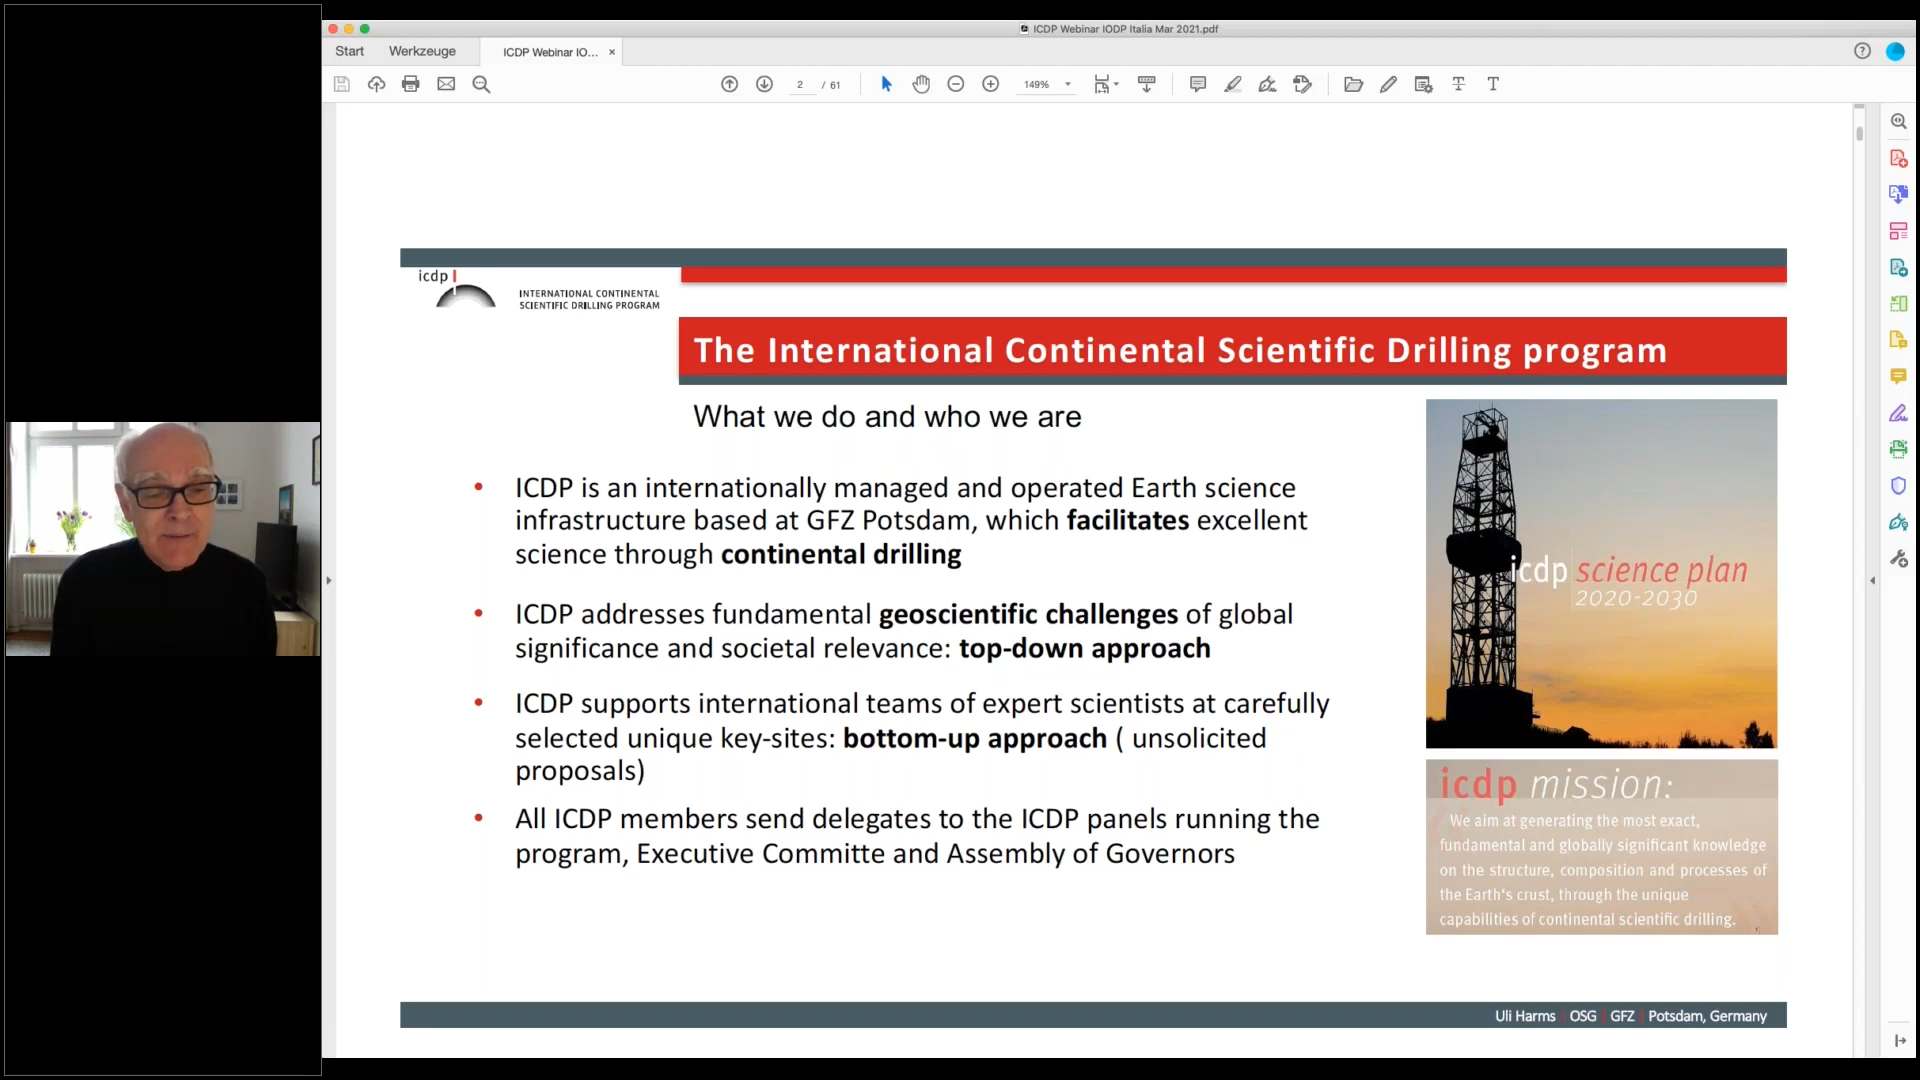 ICDP Webinar IODP Italia Mar 2021.pdf
Start
Werkzeuge
ICDP Webinar IO...
2 / 61
149%
icdp
INTERNATIONAL CONTINENTAL
SCIENTIFIC DRILLING PROGRAM
The International Continental Scientific Drilling program
What we do and who we are
• ICDP is an internationally managed and operated Earth science
infrastructure based at GFZ Potsdam, which facilitates excellent
science through continental drilling
• ICDP addresses fundamental geoscientific challenges of global
significance and societal relevance: top-down approach
• ICDP supports international teams of expert scientists at carefully
selected unique key-sites: bottom-up approach ( unsolicited
proposals)
• All ICDP members send delegates to the ICDP panels running the
program, Executive Committe and Assembly of Governors
icdp science plan
2020-2030
icdp mission:
We aim at generating the most exact,
fundamental and globally significant knowledge
on the structure, composition and processes of
the Earth's crust, through the unique
capabilities of continental scientific drilling.
Uli Harms | OSG | GFZ | Potsdam, Germany